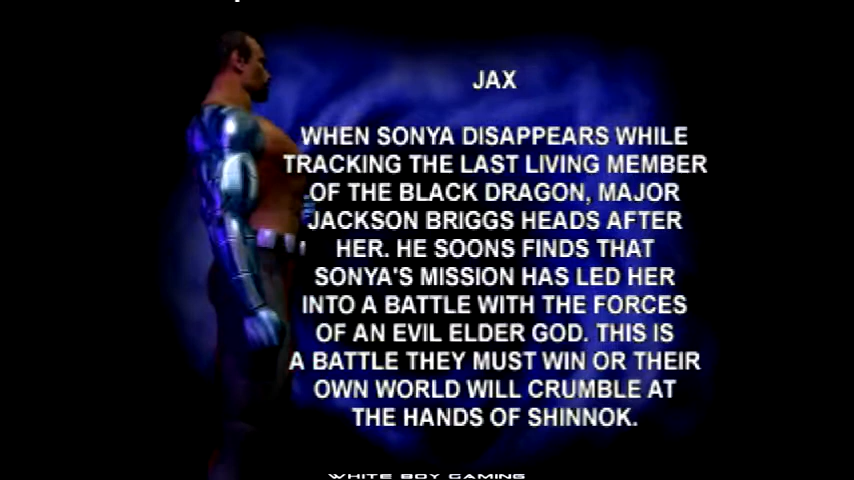 JAX
WHEN SONYA DISAPPEARS WHILE
TRACKING THE LAST LIVING MEMBER
OF THE BLACK DRAGON, MAJOR
JACKSON BRIGGS HEADS AFTER
HER. HE SOONS FINDS THAT
SONYA'S MISSION HAS LED HER
INTO A BATTLE WITH THE FORCES
OF AN EVIL ELDER GOD. THIS IS
A BATTLE THEY MUST WIN OR THEIR
OWN WORLD WILL CRUMBLE AT
THE HANDS OF SHINNOK.
WHITE BOY GAMING